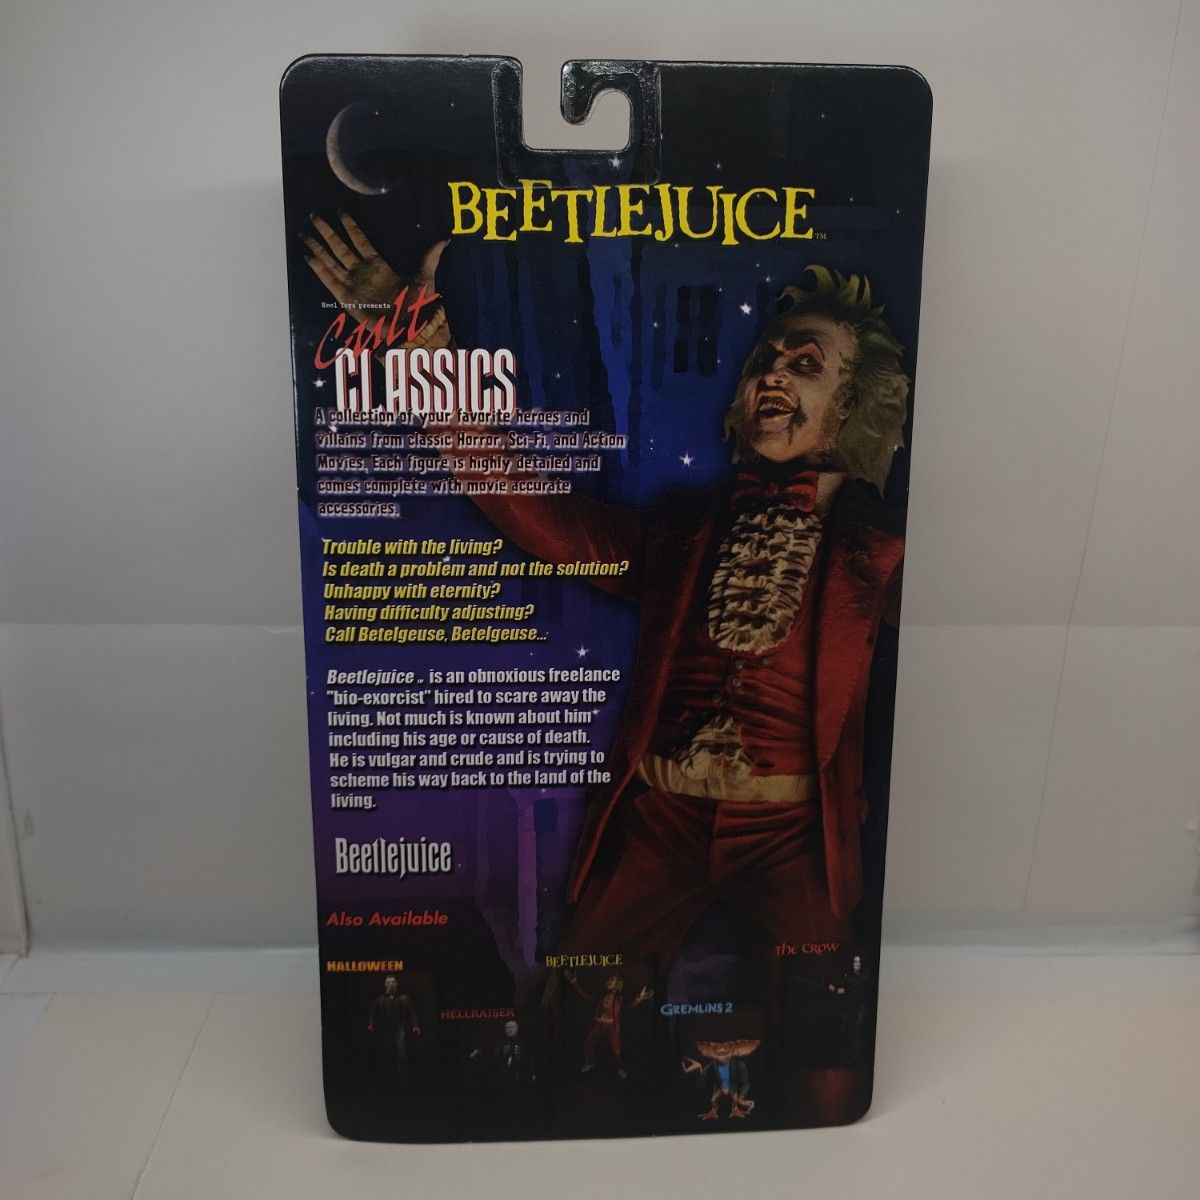 BEETLEJUICE™
Reel Toys presents
Cult
CLASSICS
A collection of your favorite heroes and
villains from classic Horror, Sci-Fi, and Action
Movies. Each figure is highly detailed and
comes complete with movie accurate
accessories.
Trouble with the living?
Is death a problem and not the solution?
Unhappy with eternity?
Having difficulty adjusting?
Call Betelgeuse, Betelgeuse...
Beetlejuice™ is an obnoxious freelance
"bio-exorcist" hired to scare away the
living. Not much is known about him
including his age or cause of death.
He is vulgar and crude and is trying to
scheme his way back to the land of the
living.
Beetlejuice
Also Available
HALLOWEEN
HELLRAISER
BEETLEJUICE
GREMLINS 2
THE CROW